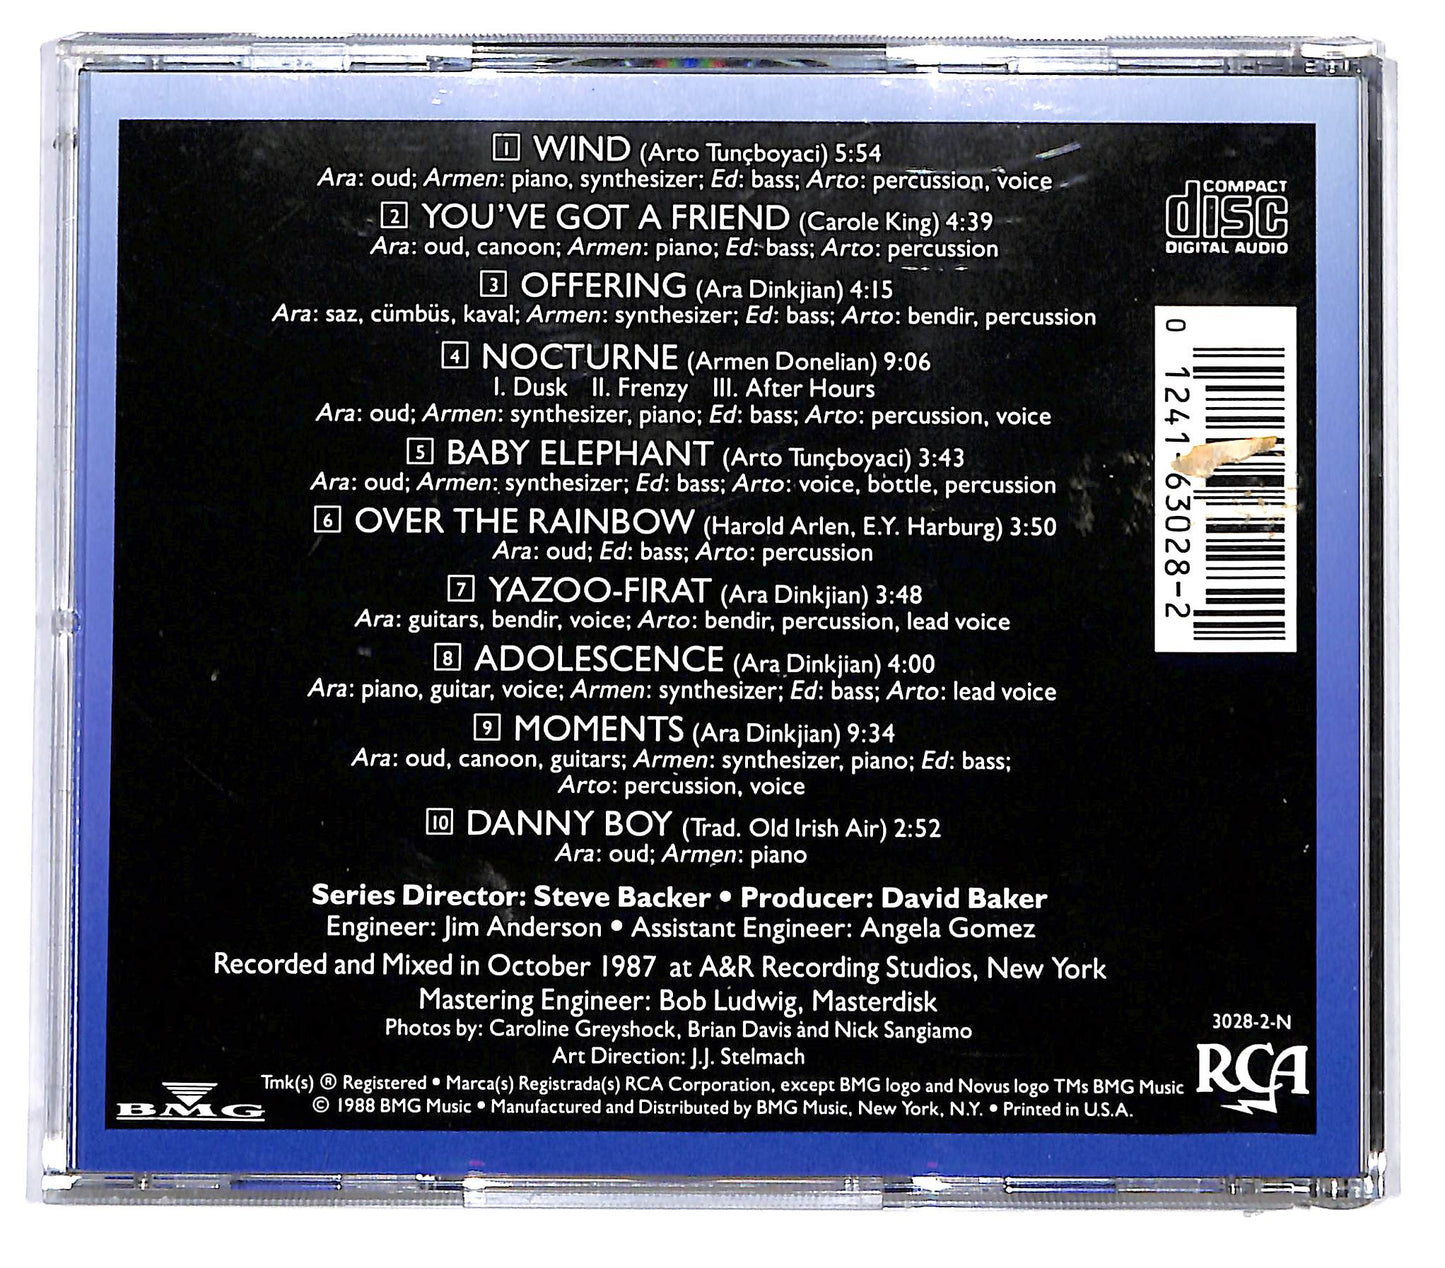 1 WIND (Arto Tunçboyaci) 5:54
Ara: oud; Armen: piano, synthesizer; Ed: bass; Arto: percussion, voice
2 YOU'VE GOT A FRIEND (Carole King) 4:39
Ara: oud, canoon; Armen: piano; Ed: bass; Arto: percussion
3 OFFERING (Ara Dinkjian) 4:15
Ara: saz, cümbüs, kaval; Armen: synthesizer; Ed: bass; Arto: bendir, percussion
4 NOCTURNE (Armen Donelian) 9:06
I. Dusk II. Frenzy III. After Hours
Ara: oud; Armen: synthesizer, piano; Ed: bass; Arto: percussion, voice
5 BABY ELEPHANT (Arto Tunçboyaci) 3:43
Ara: oud; Armen: synthesizer; Ed: bass; Arto: voice, bottle, percussion
6 OVER THE RAINBOW (Harold Arlen, E.Y. Harburg) 3:50
Ara: oud; Ed: bass; Arto: percussion
7 YAZOO-FIRAT (Ara Dinkjian) 3:48
Ara: guitars, bendir, voice; Arto: bendir, percussion, lead voice
8 ADOLESCENCE (Ara Dinkjian) 4:00
Ara: piano, guitar, voice; Armen: synthesizer; Ed: bass; Arto: lead voice
9 MOMENTS (Ara Dinkjian) 9:34
Ara: oud, canoon, guitars; Armen: synthesizer, piano; Ed: bass;
Arto: percussion, voice
10 DANNY BOY (Trad. Old Irish Air) 2:52
Ara: oud; Armen: piano
Series Director: Steve Backer • Producer: David Baker
Engineer: Jim Anderson • Assistant Engineer: Angela Gomez
Recorded and Mixed in October 1987 at A&R Recording Studios, New York
Mastering Engineer: Bob Ludwig, Masterdisk
Photos by: Caroline Greyshock, Brian Davis and Nick Sangiamo
Art Direction: J.J. Stelmach
Tmk(s) ® Registered • Marca(s) Registrada(s) RCA Corporation, except BMG logo and Novus logo TMs BMG Music
© 1988 BMG Music • Manufactured and Distributed by BMG Music, New York, N.Y. • Printed in U.S.A.
BMG
COMPACT
disc
DIGITAL AUDIO
0 1241-63028-2
3028-2-N
RCA